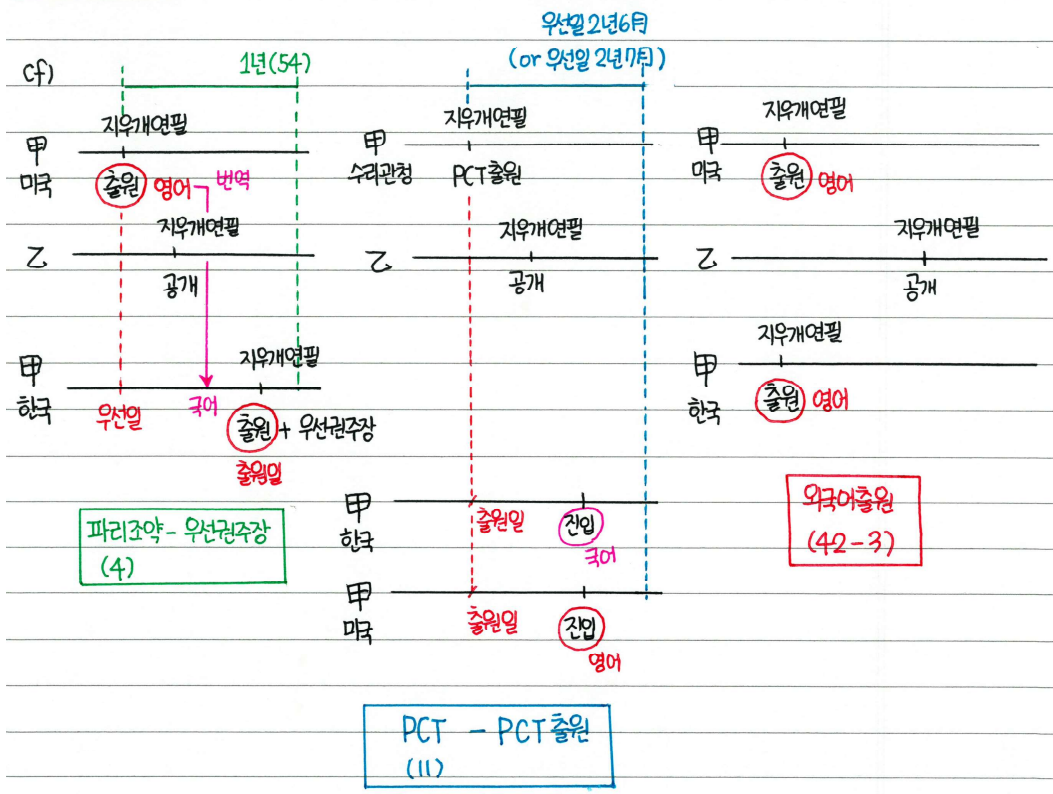 cf)
1년(54)
지우개연필
甲
미국
출원 영어 번역
지우개연필
乙
공개
지우개연필
甲
한국
우선일
국어
출원 + 우선권주장
출원일
파리조약 - 우선권주장
(4)
우선일 2년6月
(or 우선일 2년7月)
지우개연필
甲
수리관청
PCT출원
지우개연필
乙
공개
甲
한국
출원일
진입
국어
甲
미국
출원일
진입
영어
PCT - PCT출원
(11)
지우개연필
甲
미국
출원 영어
지우개연필
乙
공개
지우개연필
甲
한국
출원 영어
외국어출원
(42-3)